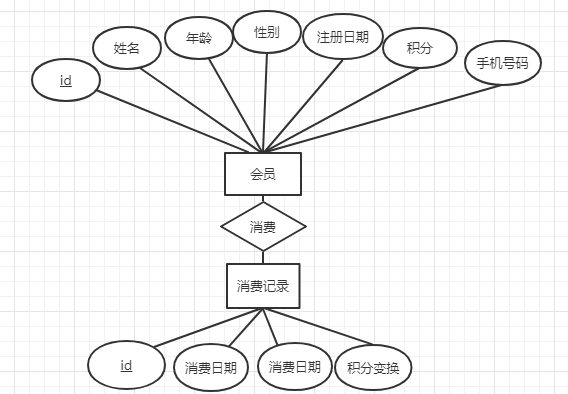 id
姓名
年龄
性别
注册日期
积分
手机号码
会员
消费
消费记录
id
消费日期
消费日期
积分变换